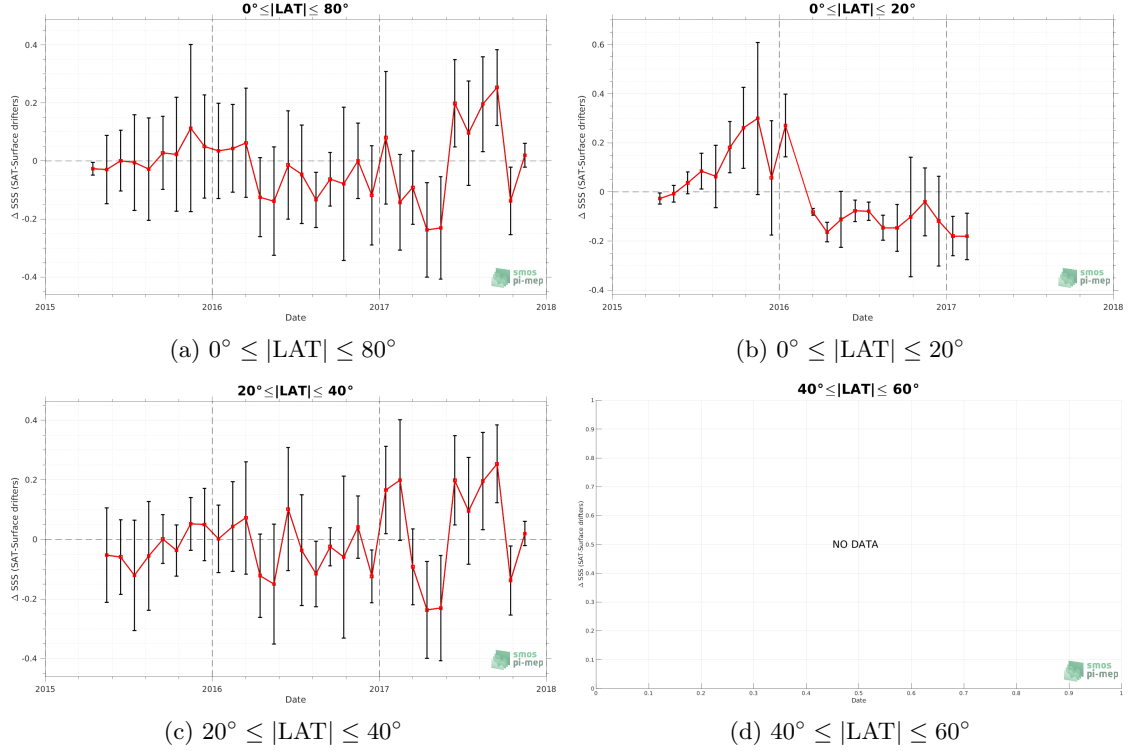 0°≤|LAT|≤ 80°
Δ SSS (SAT-Surface drifters)
0.4
0.2
0
-0.2
-0.4
2015
2016
2017
2018
Date
smos
pi-mep
(a) 0° ≤ |LAT| ≤ 80°
0°≤|LAT|≤ 20°
Δ SSS (SAT-Surface drifters)
0.6
0.4
0.2
0
-0.2
-0.4
2015
2016
2017
2018
Date
smos
pi-mep
(b) 0° ≤ |LAT| ≤ 20°
20°≤|LAT|≤ 40°
Δ SSS (SAT-Surface drifters)
0.4
0.2
0
-0.2
-0.4
2015
2016
2017
2018
Date
smos
pi-mep
(c) 20° ≤ |LAT| ≤ 40°
40°≤|LAT|≤ 60°
Δ SSS (SAT-Surface drifters)
1
0.9
0.8
0.7
0.6
0.5
0.4
0.3
0.2
0.1
0
NO DATA
0
0.1
0.2
0.3
0.4
0.5
0.6
0.7
0.8
0.9
1
Date
smos
pi-mep
(d) 40° ≤ |LAT| ≤ 60°